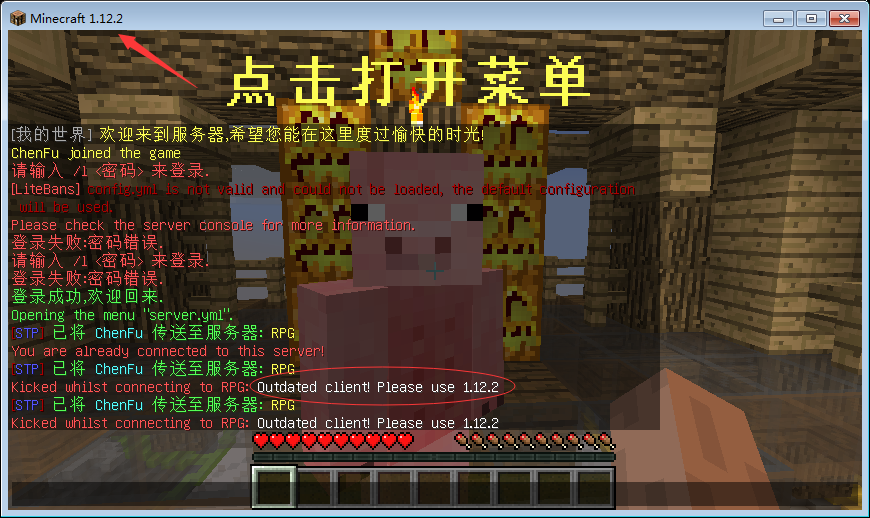 Minecraft 1.12.2
点击打开菜单
[我的世界] 欢迎来到服务器,希望您能在这里度过愉快的时光!
ChenFu joined the game
请输入 /l <密码> 来登录.
[LiteBans] config.yml is not valid and could not be loaded, the default configuration
will be used.
Please check the server console for more information.
登录失败:密码错误.
请输入 /l <密码> 来登录.
登录失败:密码错误.
登录成功,欢迎回来.
Opening the menu "server.yml".
[STP] 已将 ChenFu 传送至服务器: RPG
You are already connected to this server!
[STP] 已将 ChenFu 传送至服务器: RPG
Kicked whilst connecting to RPG: Outdated client! Please use 1.12.2
[STP] 已将 ChenFu 传送至服务器: RPG
Kicked whilst connecting to RPG: Outdated client! Please use 1.12.2